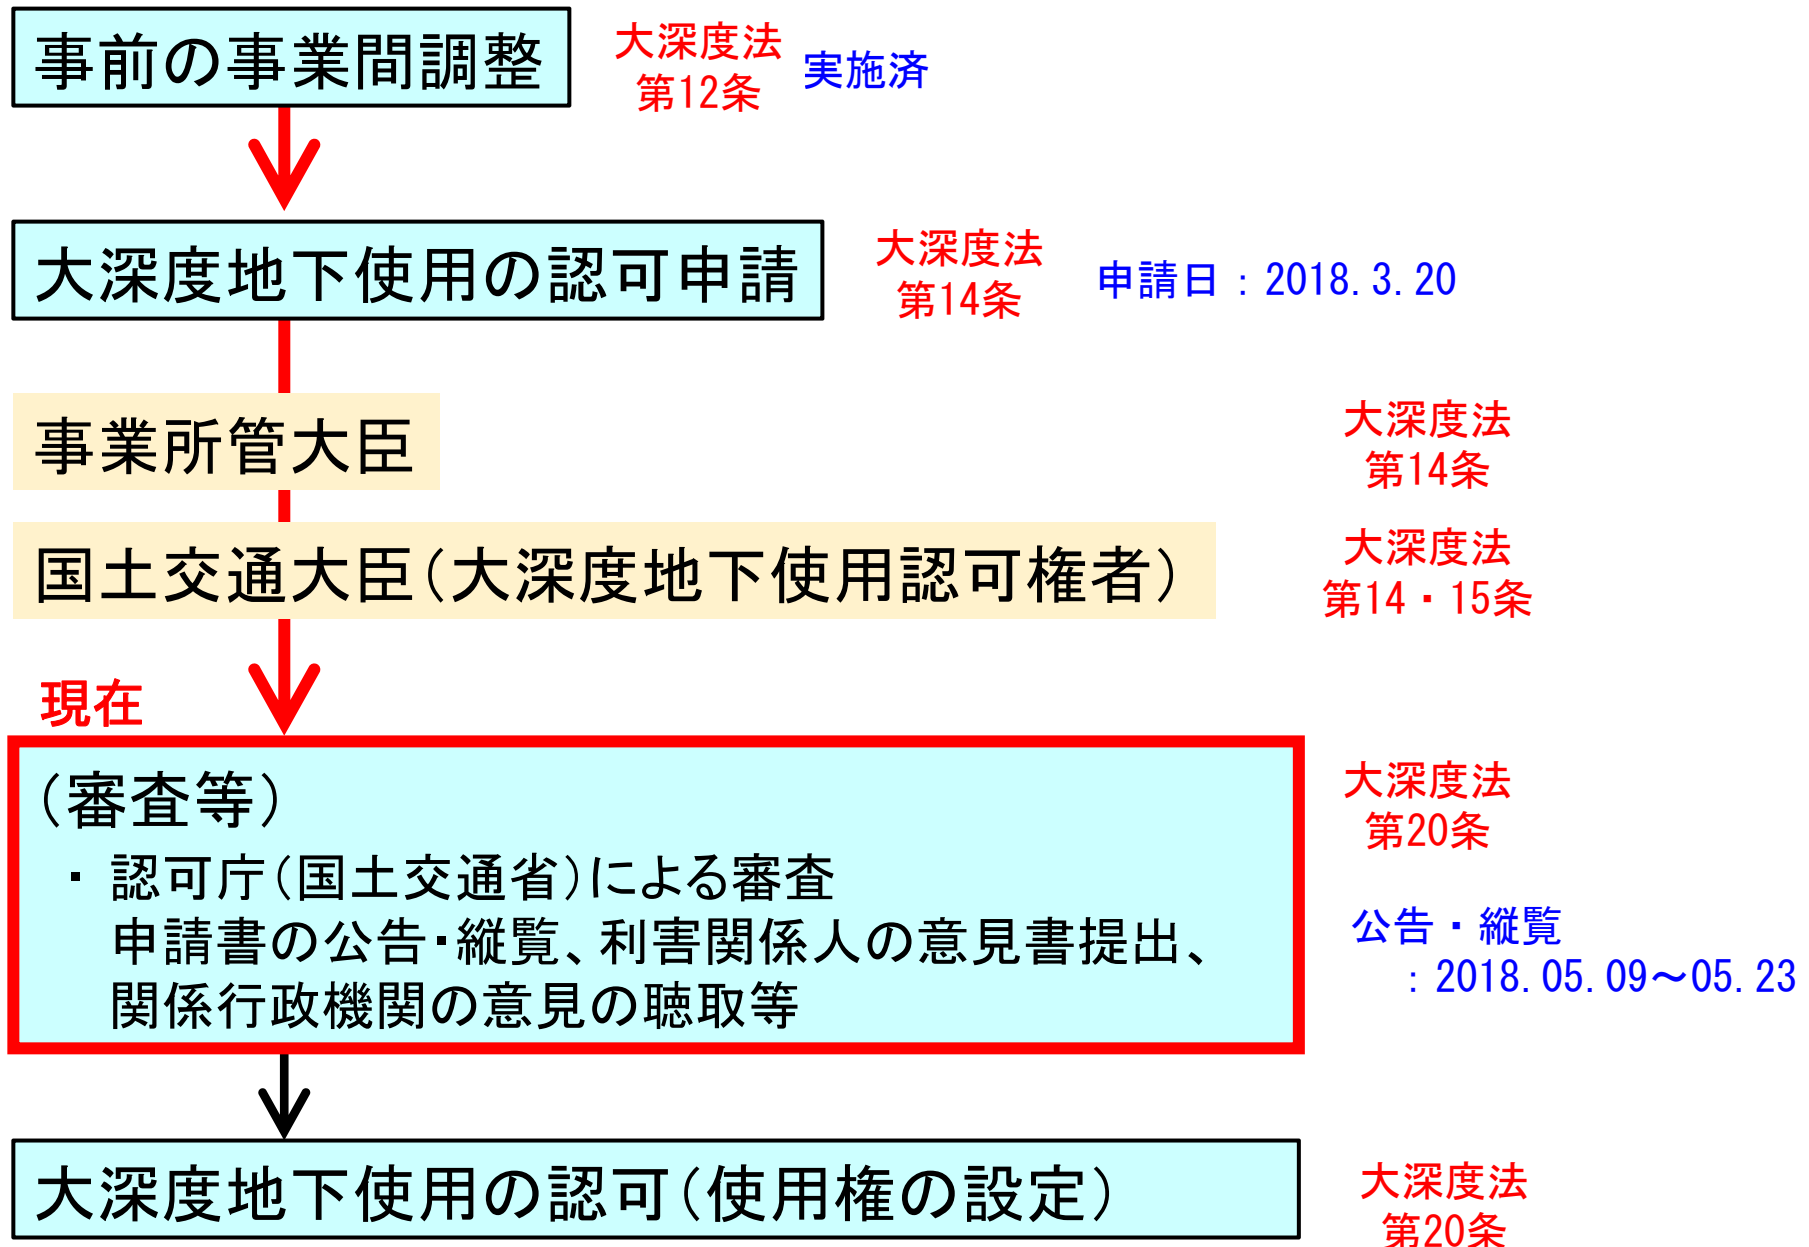 事前の事業間調整
大深度法
第12条
実施済
大深度地下使用の認可申請
大深度法
第14条
申請日：2018.3.20
事業所管大臣
大深度法
第14条
国土交通大臣（大深度地下使用認可権者）
大深度法
第14・15条
現在
（審査等）
・ 認可庁（国土交通省）による審査
申請書の公告・縦覧、利害関係人の意見書提出、
関係行政機関の意見の聴取等
大深度法
第20条
公告・縦覧
：2018.05.09～05.23
大深度地下使用の認可（使用権の設定）
大深度法
第20条